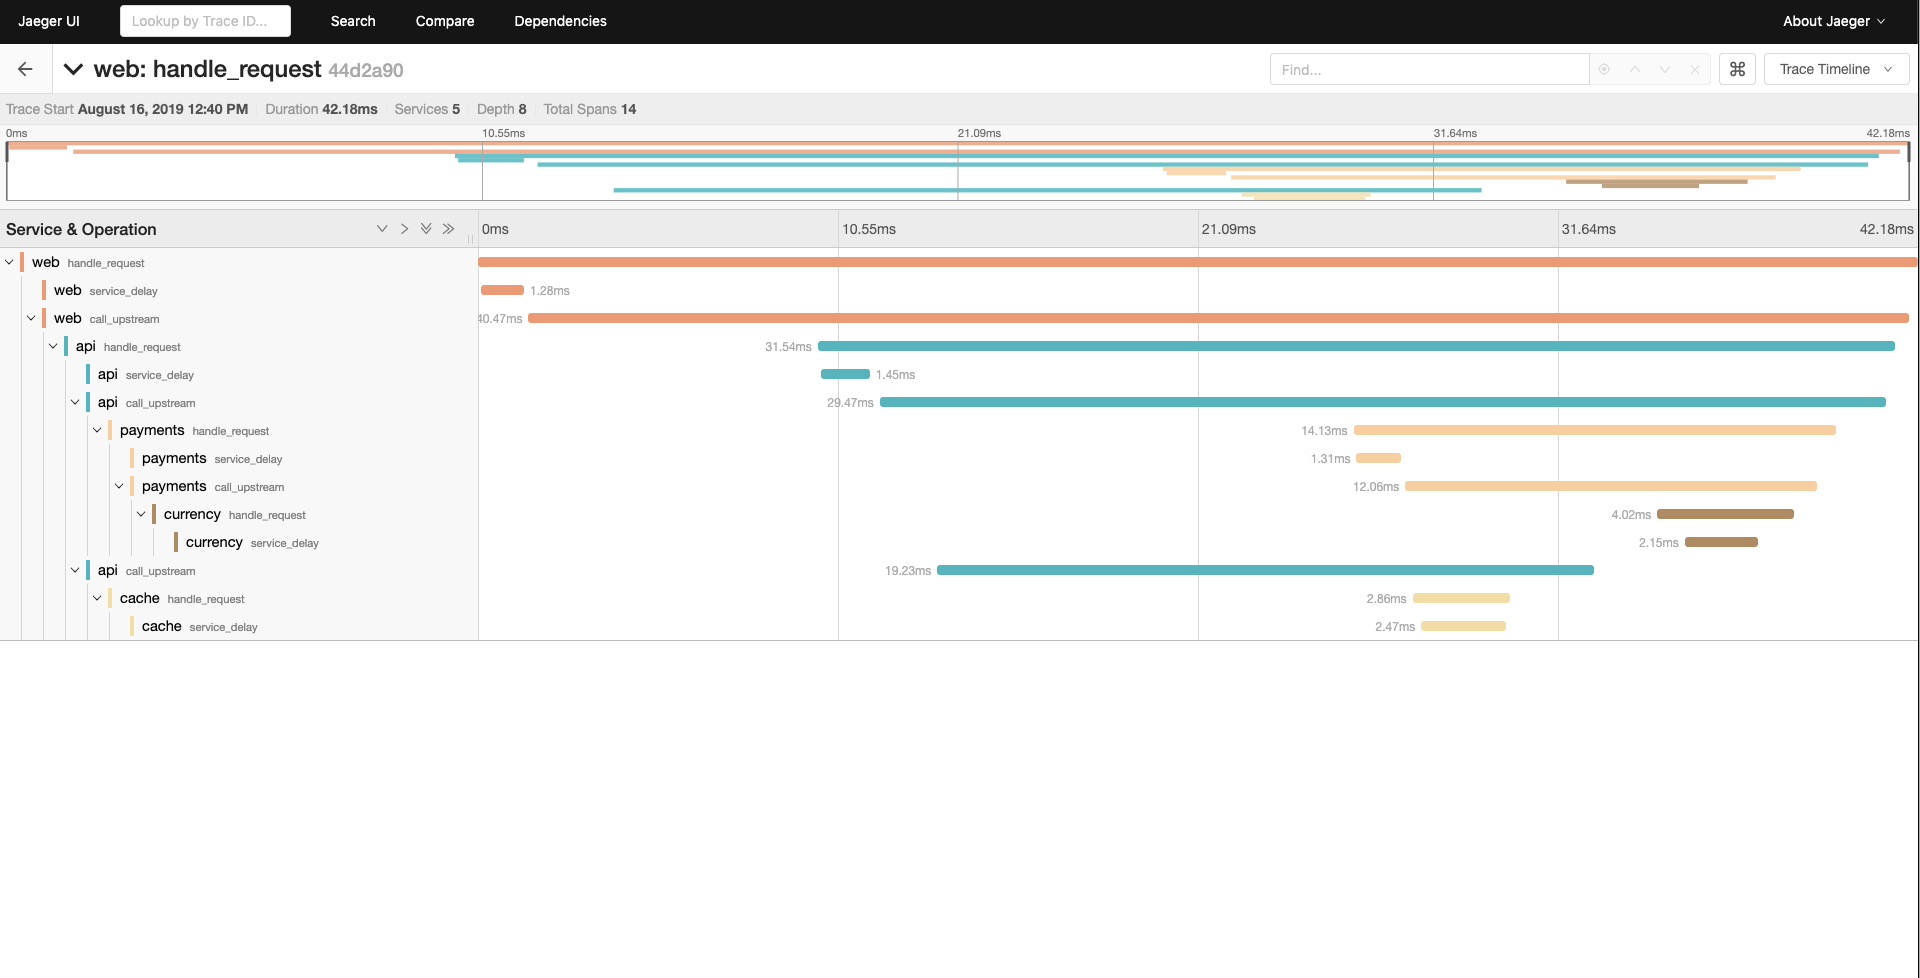 Jaeger UI Lookup by Trace ID... Search Compare Dependencies About Jaeger
web: handle_request 44d2a90 Find... ⌘ Trace Timeline
Trace Start August 16, 2019 12:40 PM Duration 42.18ms Services 5 Depth 8 Total Spans 14
0ms 10.55ms 21.09ms 31.64ms 42.18ms
Service & Operation 0ms 10.55ms 21.09ms 31.64ms 42.18ms
web handle_request
web service_delay 1.28ms
web call_upstream 40.47ms
api handle_request 31.54ms
api service_delay 1.45ms
api call_upstream 29.47ms
payments handle_request 14.13ms
payments service_delay 1.31ms
payments call_upstream 12.06ms
currency handle_request 4.02ms
currency service_delay 2.15ms
api call_upstream 19.23ms
cache handle_request 2.86ms
cache service_delay 2.47ms